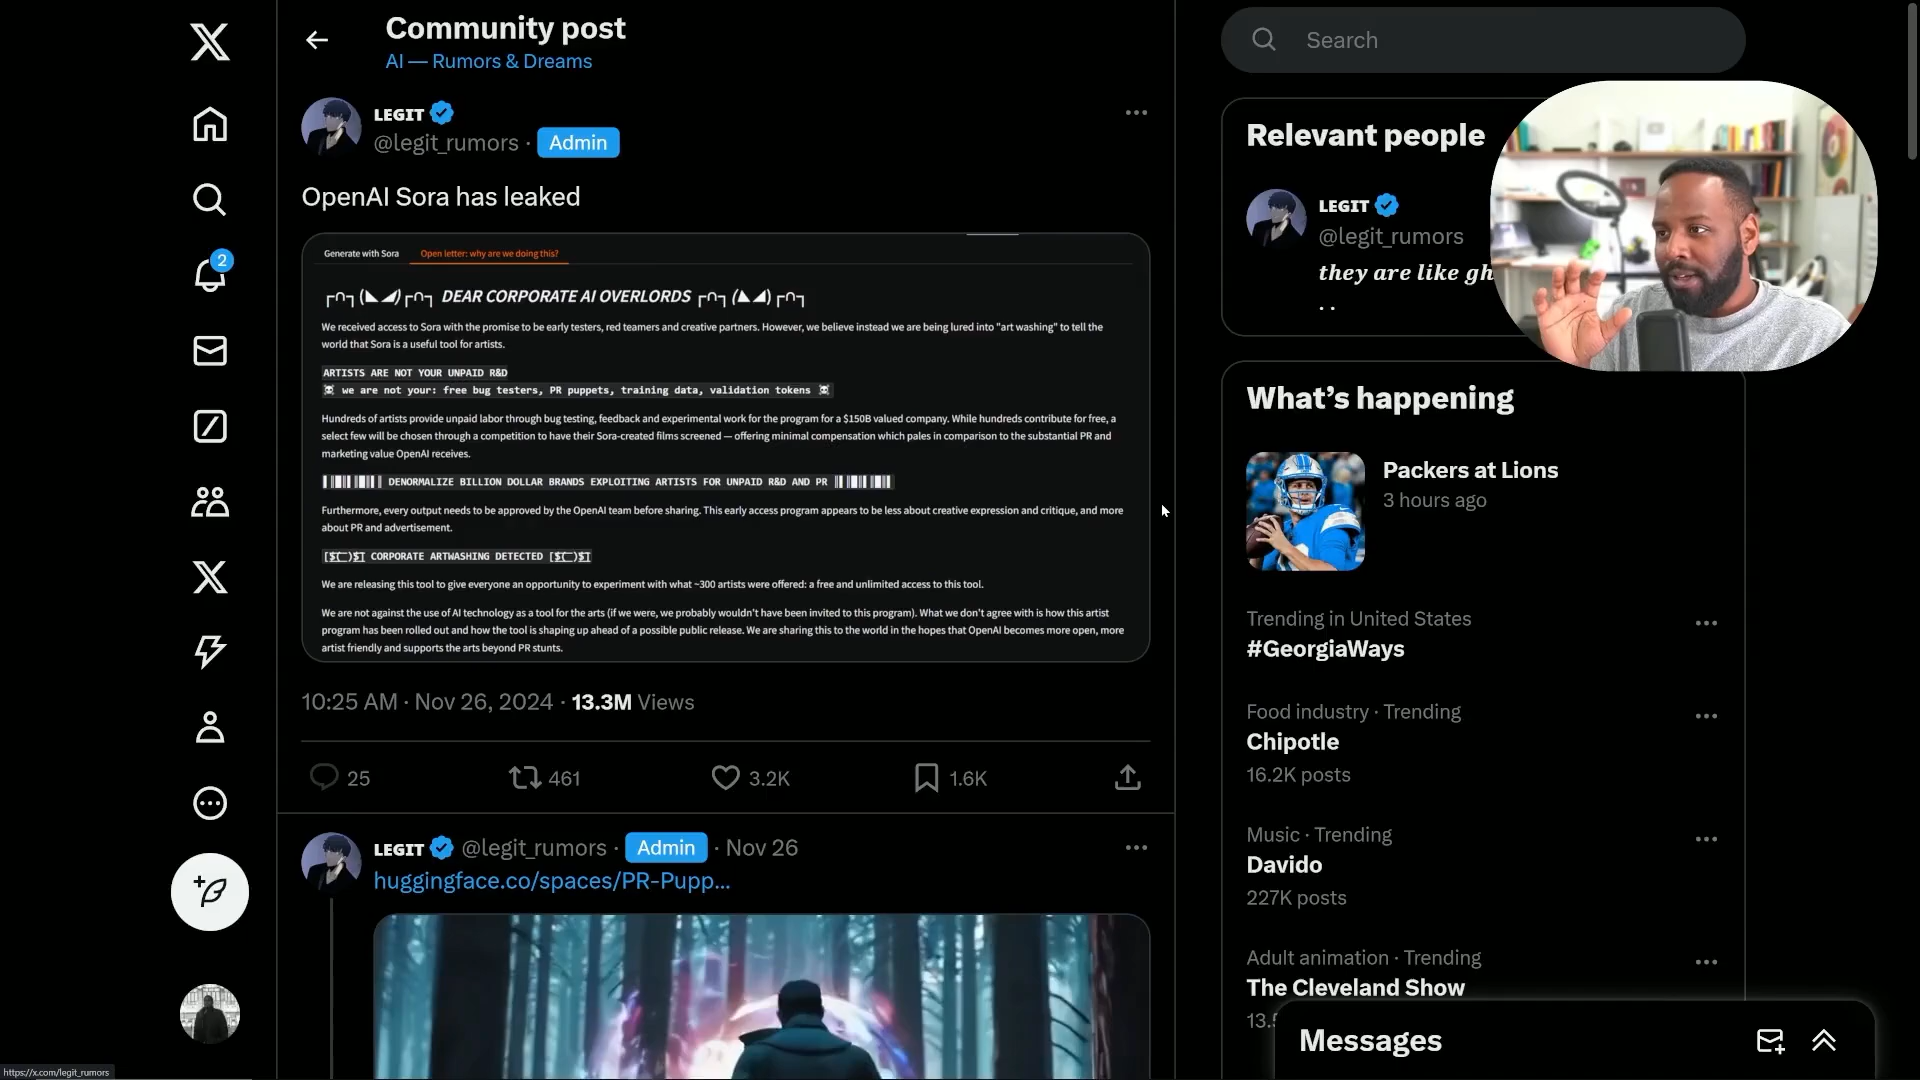 Community post
AI — Rumors & Dreams
LEGIT
@legit_rumors · Admin
OpenAI Sora has leaked
Generate with Sora
Open letter: why are we doing this?
DEAR CORPORATE AI OVERLORDS
We received access to Sora with the promise to be early testers, red teamers and creative partners. However, we believe instead we are being lured into "art washing" to tell the
world that Sora is a useful tool for artists.
ARTISTS ARE NOT YOUR UNPAID R&D
☠ we are not your: free bug testers, PR puppets, training data, validation tokens ☠
Hundreds of artists provide unpaid labor through bug testing, feedback and experimental work for the program for a $150B valued company. While hundreds contribute for free, a
select few will be chosen through a competition to have their Sora-created films screened — offering minimal compensation which pales in comparison to the substantial PR and
marketing value OpenAI receives.
DENORMALIZE BILLION DOLLAR BRANDS EXPLOITING ARTISTS FOR UNPAID R&D AND PR
Furthermore, every output needs to be approved by the OpenAI team before sharing. This early access program appears to be less about creative expression and critique, and more
about PR and advertisement.
CORPORATE ARTWASHING DETECTED
We are releasing this tool to give everyone an opportunity to experiment with what ~300 artists were offered: a free and unlimited access to this tool.
We are not against the use of AI technology as a tool for the arts (if we were, we probably wouldn't have been invited to this program). What we don't agree with is how this artist
program has been rolled out and how the tool is shaping up ahead of a possible public release. We are sharing this to the world in the hopes that OpenAI becomes more open, more
artist friendly and supports the arts beyond PR stunts.
10:25 AM · Nov 26, 2024 · 13.3M Views
25
461
3.2K
1.6K
LEGIT @legit_rumors · Admin · Nov 26
huggingface.co/spaces/PR-Pupp...
2
Search
Relevant people
LEGIT
@legit_rumors
they are like gh
. .
What's happening
Packers at Lions
3 hours ago
Trending in United States
#GeorgiaWays
Food industry · Trending
Chipotle
16.2K posts
Music · Trending
Davido
227K posts
Adult animation · Trending
The Cleveland Show
Messages
https://x.com/legit_rumors